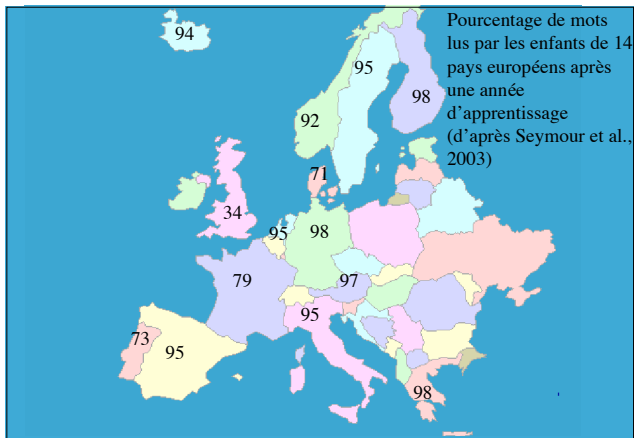 Pourcentage de mots
lus par les enfants de 14
pays européens après
une année
d'apprentissage
(d'après Seymour et al.,
2003)
94
95
98
92
71
34
95
98
79
97
95
73
95
98